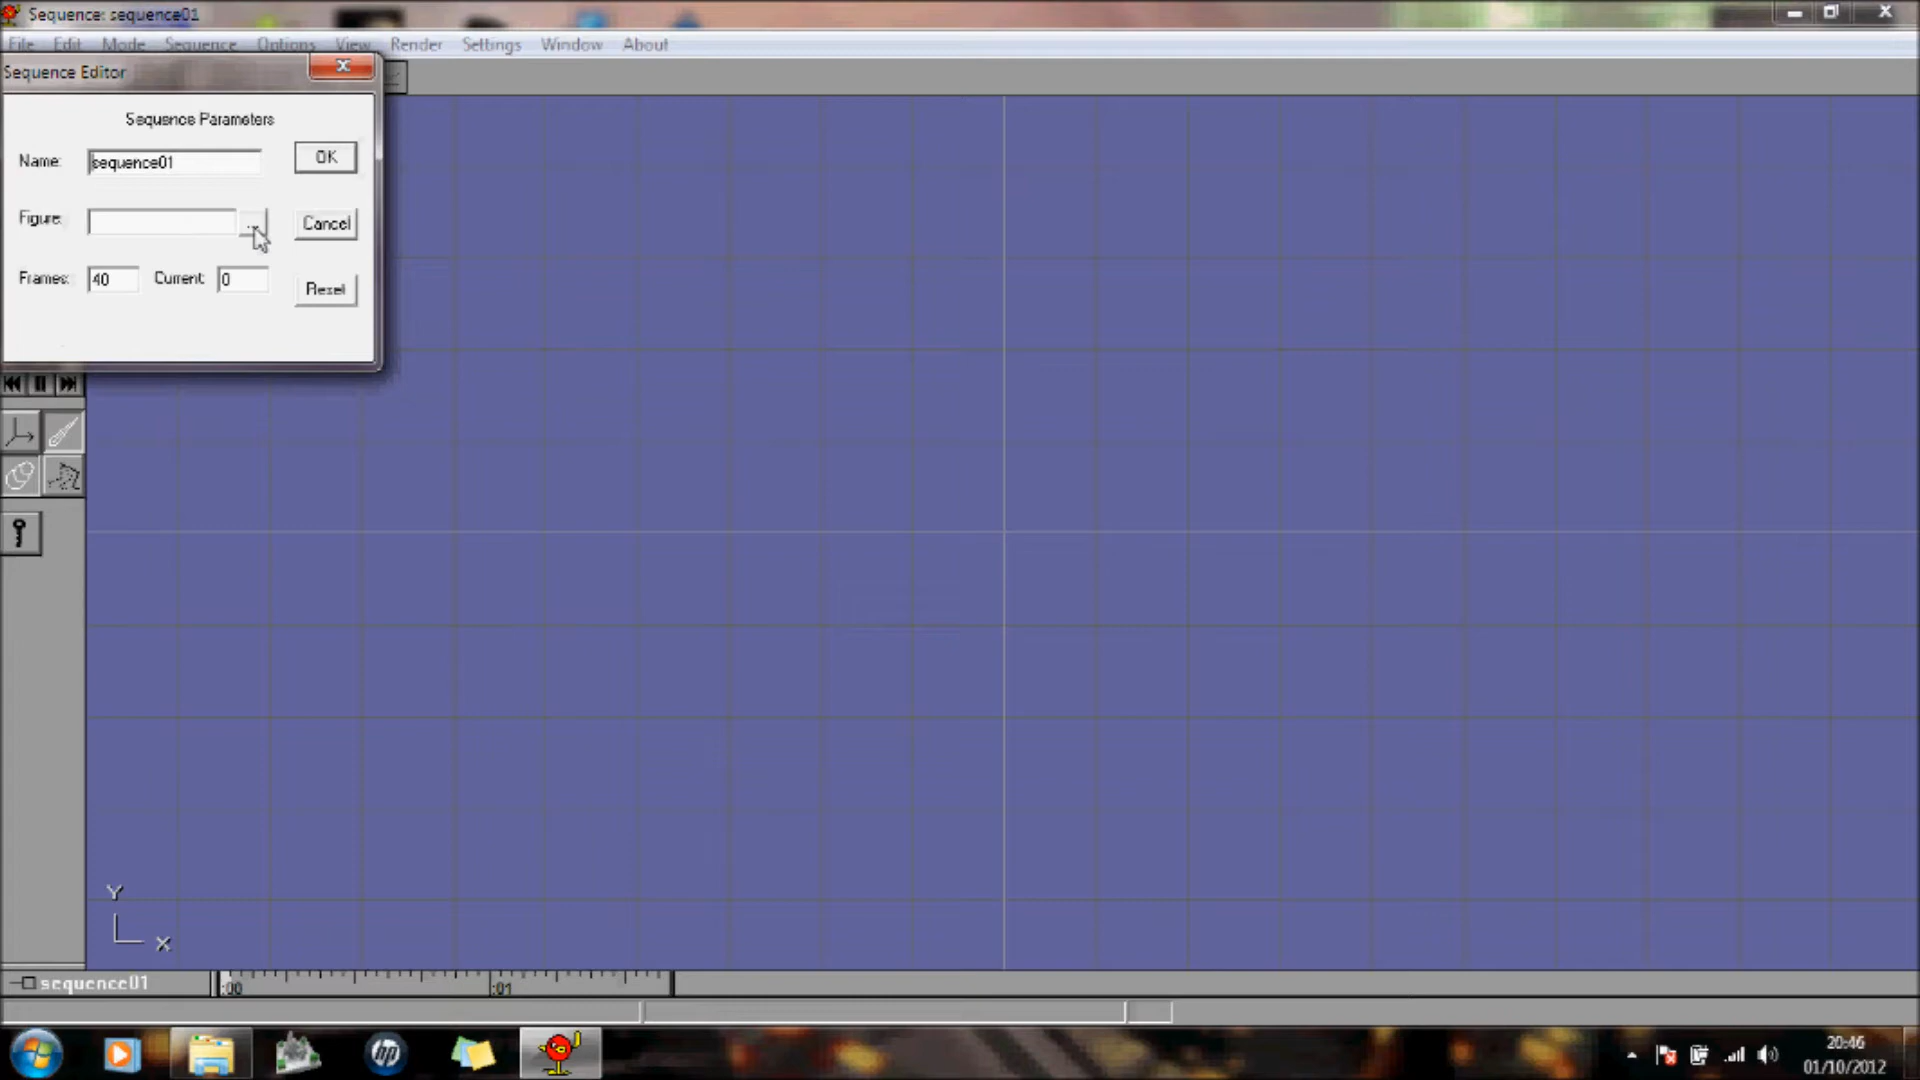 Sequence: sequence01
File Edit Mode Sequence Options View Render Settings Window About
Sequence Editor
Sequence Parameters
Name: sequence01 OK
Figure: ... Cancel
Frames: 40 Current: 0 Reset
Y
X
sequence01 :00 :01
hp
20:46
01/10/2012